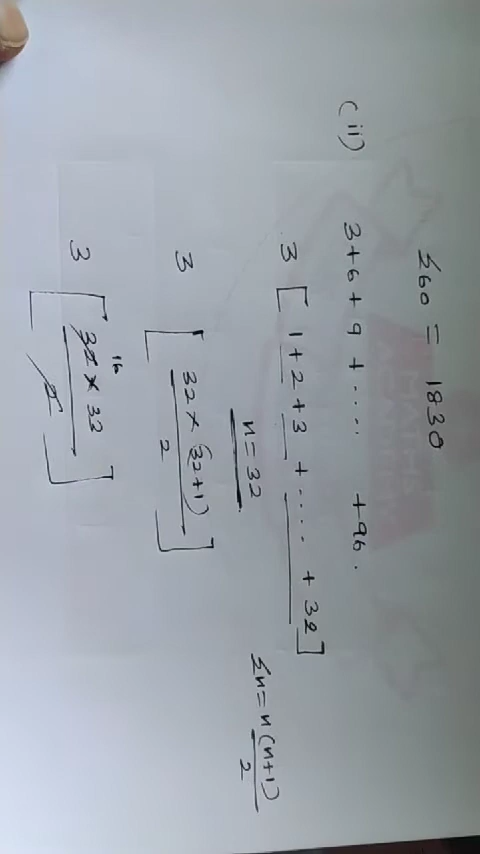 Σ60 = 1830
(ii) 3+6+9+.... +96.
3 [1+2+3+....+32]
n=32
Σn = n(n+1)/2
3 [32×(32+1)/2]
3 [32×33/2]
16